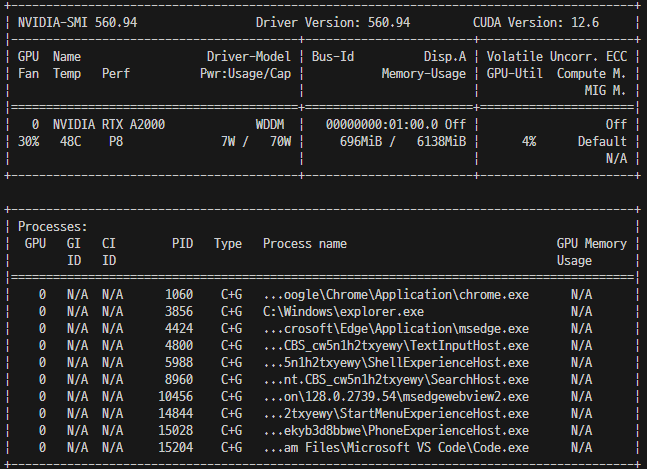 NVIDIA-SMI 560.94 Driver Version: 560.94 CUDA Version: 12.6
GPU Name Driver-Model Bus-Id Disp.A Volatile Uncorr. ECC
Fan Temp Perf Pwr:Usage/Cap Memory-Usage GPU-Util Compute M.
MIG M.
0 NVIDIA RTX A2000 WDDM 00000000:01:00.0 Off Off
30% 48C P8 7W / 70W 696MiB / 6138MiB 4% Default
N/A
Processes:
GPU GI CI PID Type Process name GPU Memory
ID ID Usage
0 N/A N/A 1060 C+G ...oogle\Chrome\Application\chrome.exe N/A
0 N/A N/A 3856 C+G C:\Windows\explorer.exe N/A
0 N/A N/A 4424 C+G ...crosoft\Edge\Application\msedge.exe N/A
0 N/A N/A 4800 C+G ...CBS_cw5n1h2txyewy\TextInputHost.exe N/A
0 N/A N/A 5988 C+G ...5n1h2txyewy\ShellExperienceHost.exe N/A
0 N/A N/A 8960 C+G ...nt.CBS_cw5n1h2txyewy\SearchHost.exe N/A
0 N/A N/A 10456 C+G ...on\128.0.2739.54\msedgewebview2.exe N/A
0 N/A N/A 14844 C+G ...2txyewy\StartMenuExperienceHost.exe N/A
0 N/A N/A 15028 C+G ...ekyb3d8bbwe\PhoneExperienceHost.exe N/A
0 N/A N/A 15204 C+G ...am Files\Microsoft VS Code\Code.exe N/A